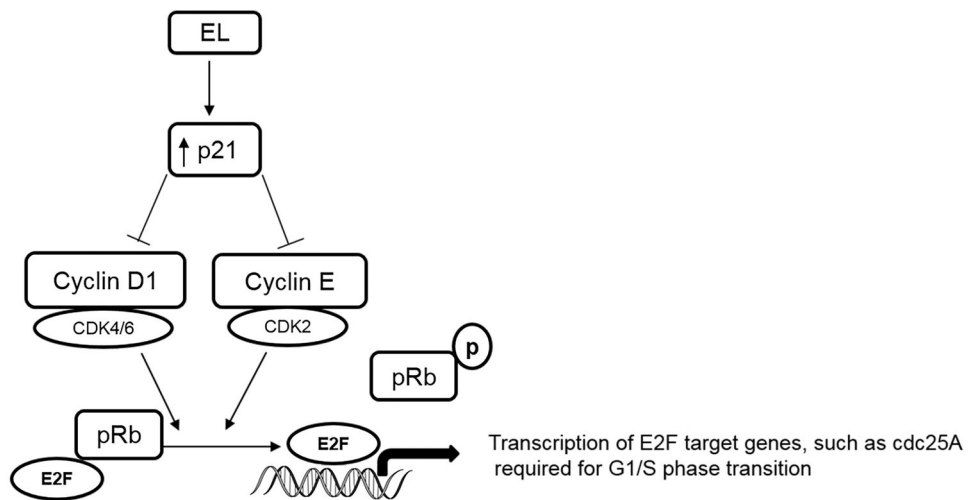 EL
p21
Cyclin D1
Cyclin E
CDK4/6
CDK2
p
pRb
pRb
E2F
E2F
Transcription of E2F target genes, such as cdc25A
required for G1/S phase transition